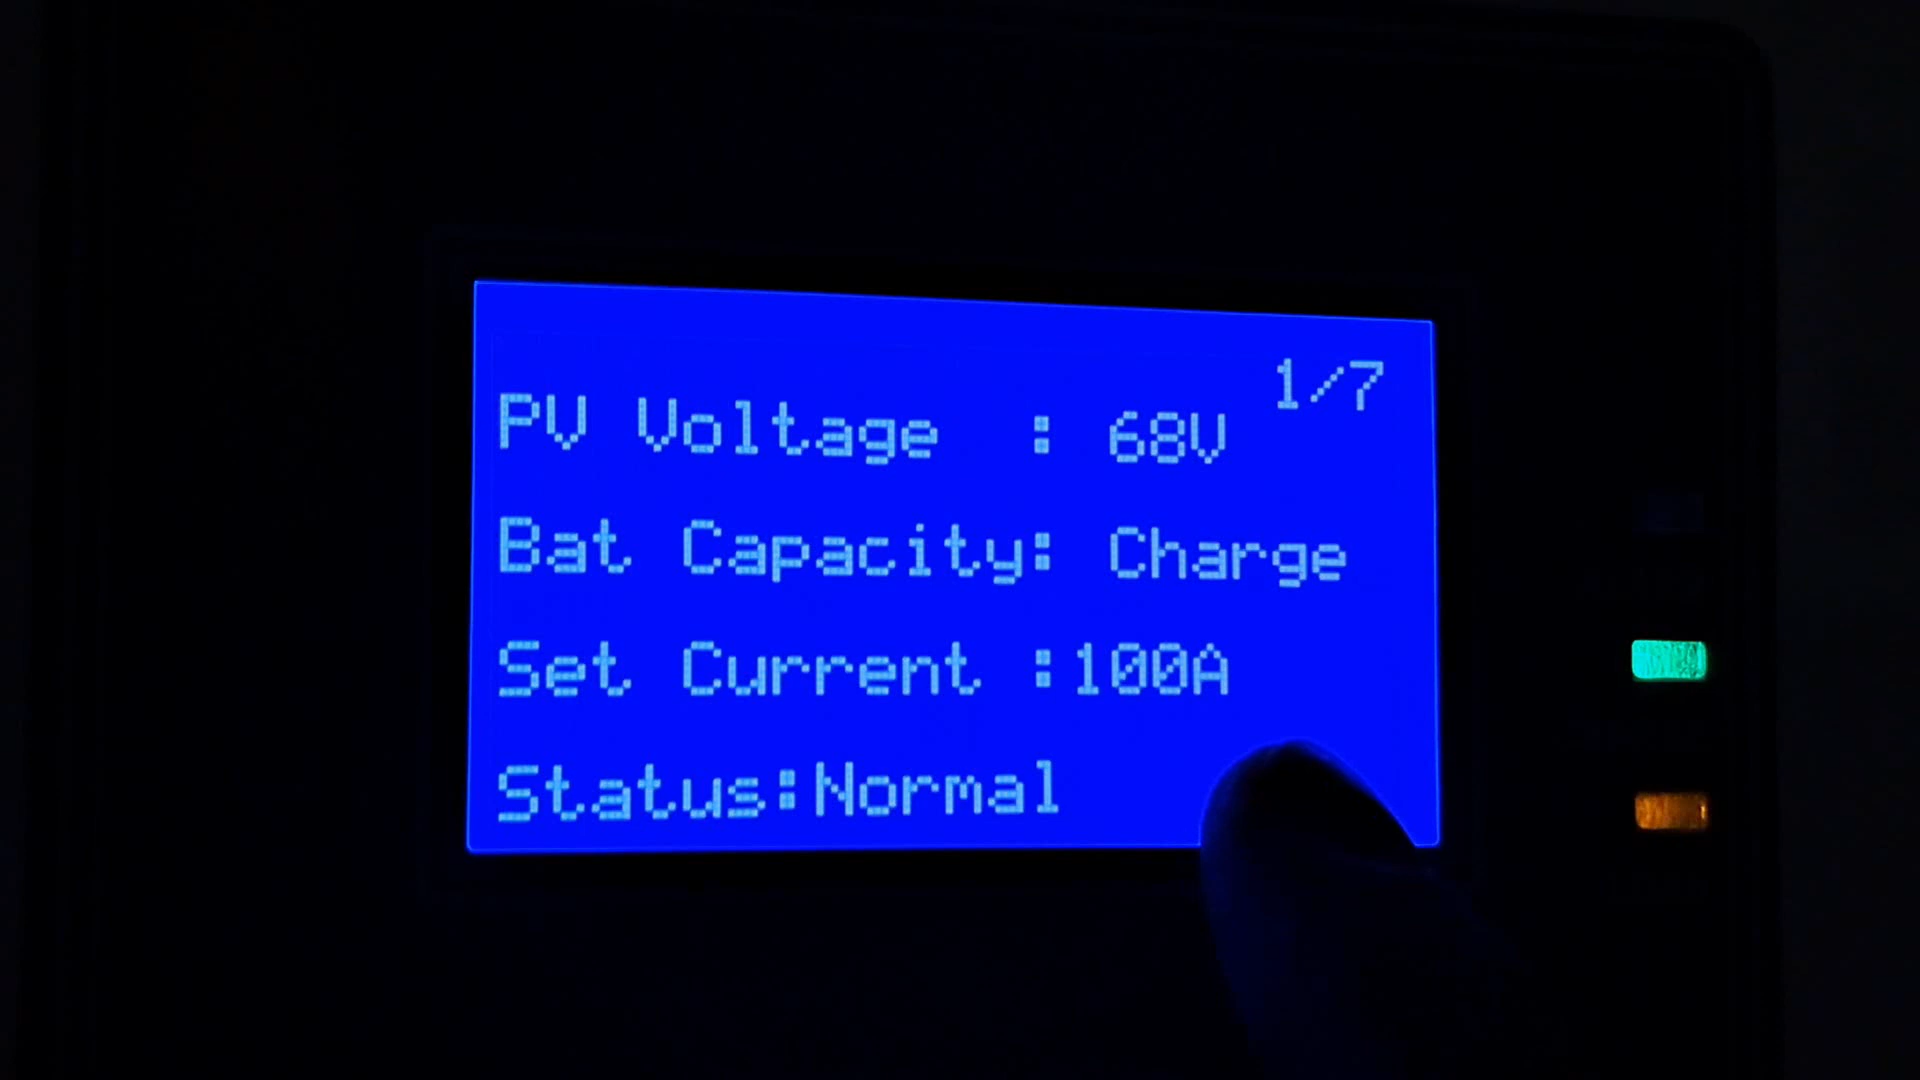 1/7
PV Voltage : 68V
Bat Capacity: Charge
Set Current :100A
Status:Normal